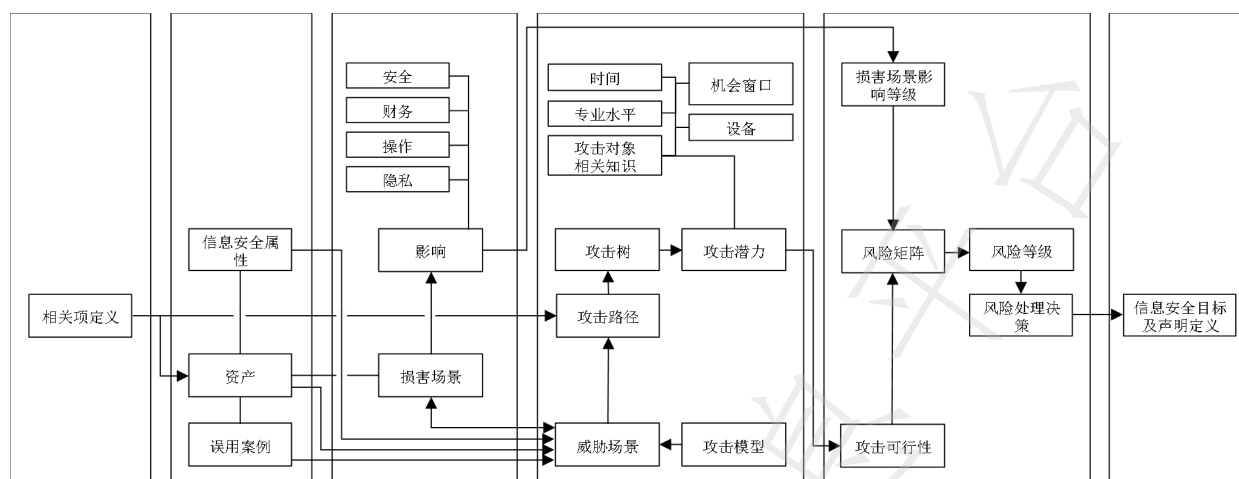 相关项定义
信息安全属
性
资产
误用案例
安全
财务
操作
隐私
影响
损害场景
时间
专业水平
攻击对象
相关知识
机会窗口
设备
攻击树
攻击潜力
攻击路径
威胁场景
攻击模型
损害场景影
响等级
风险矩阵
风险等级
风险处理决
策
攻击可行性
信息安全目标
及声明定义